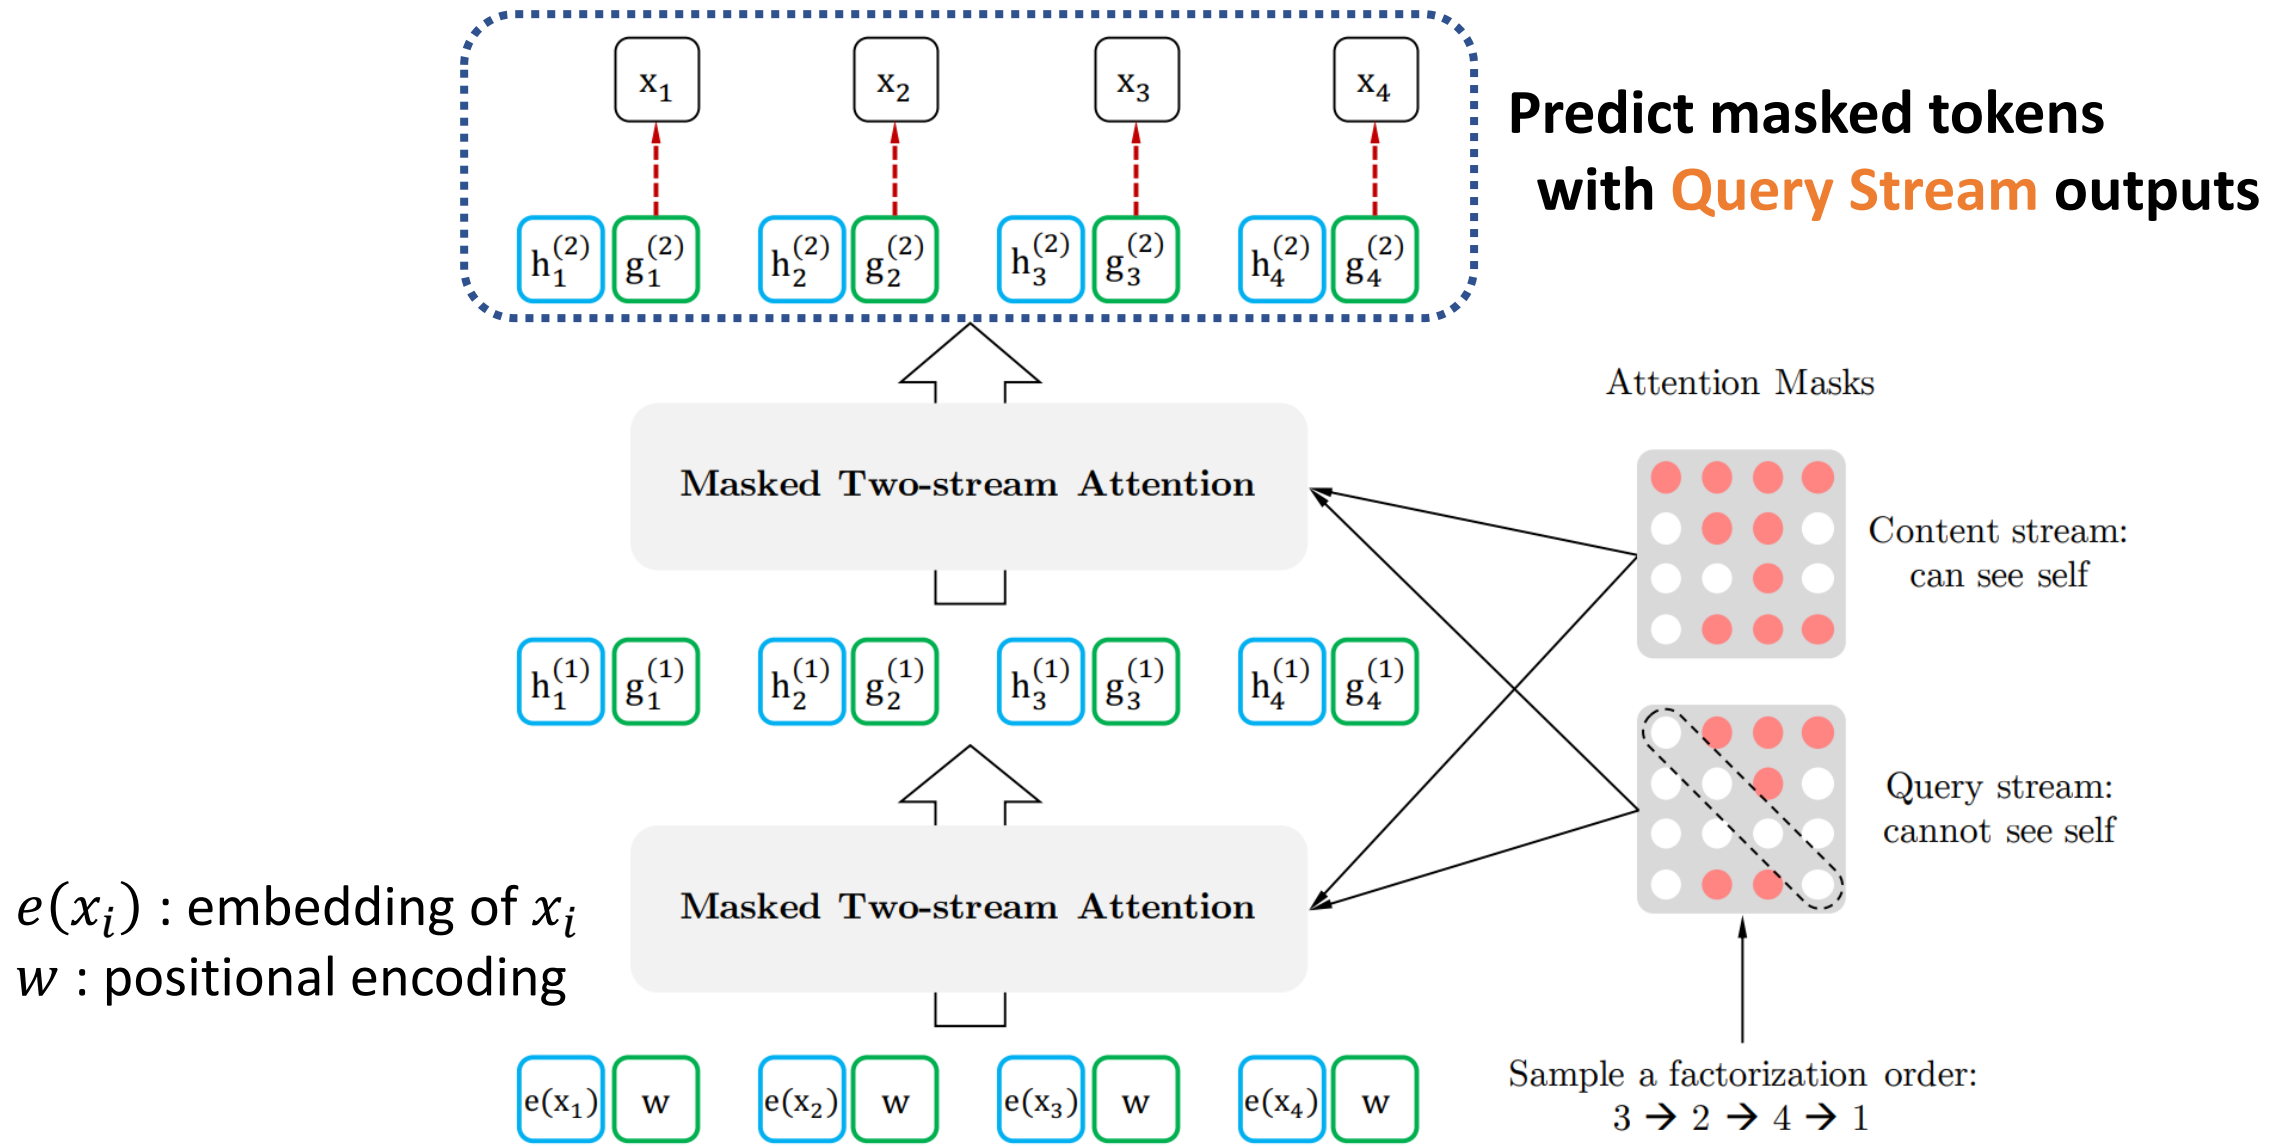 x₁ x₂ x₃ x₄
Predict masked tokens
with Query Stream outputs
h₁⁽²⁾ g₁⁽²⁾ h₂⁽²⁾ g₂⁽²⁾ h₃⁽²⁾ g₃⁽²⁾ h₄⁽²⁾ g₄⁽²⁾
Attention Masks
Masked Two-stream Attention
Content stream:
can see self
h₁⁽¹⁾ g₁⁽¹⁾ h₂⁽¹⁾ g₂⁽¹⁾ h₃⁽¹⁾ g₃⁽¹⁾ h₄⁽¹⁾ g₄⁽¹⁾
Query stream:
cannot see self
Masked Two-stream Attention
e(xᵢ) : embedding of xᵢ
w : positional encoding
e(x₁) w e(x₂) w e(x₃) w e(x₄) w
Sample a factorization order:
3 → 2 → 4 → 1